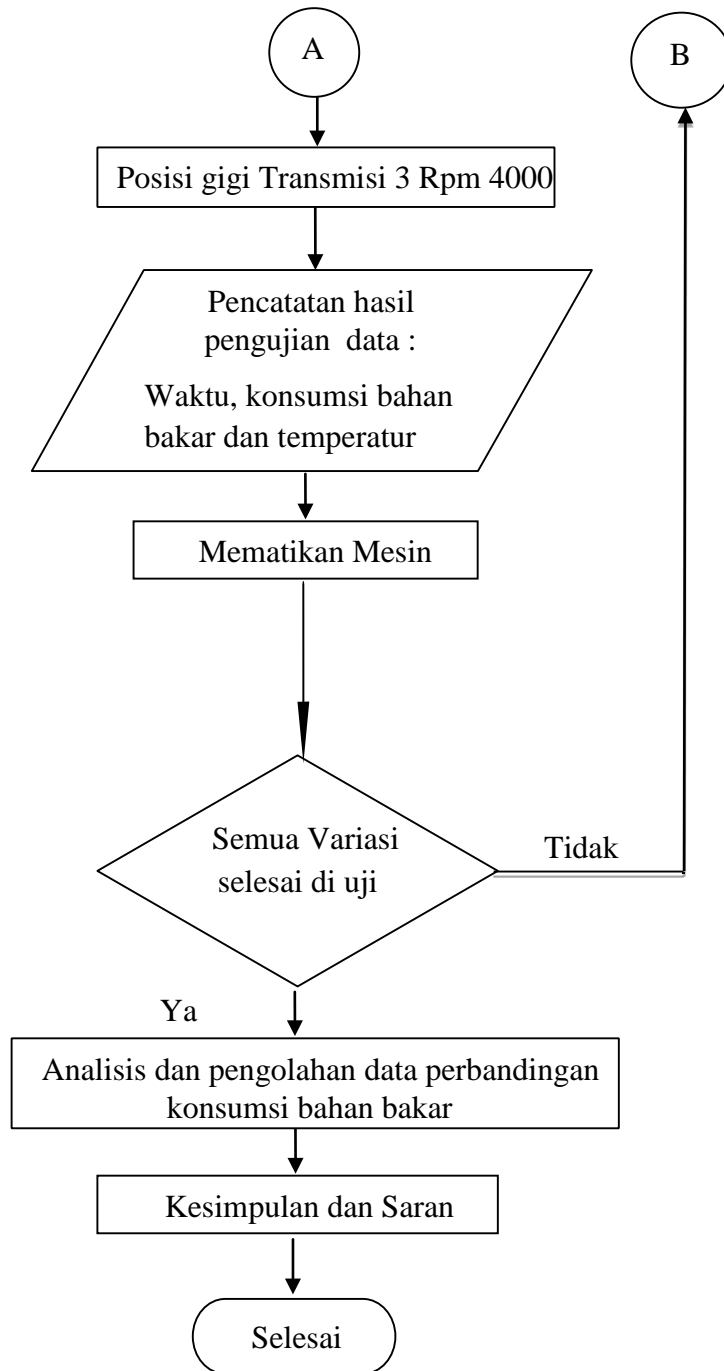 A
B
Posisi gigi Transmisi 3 Rpm 4000
Pencatatan hasil
pengujian data :
Waktu, konsumsi bahan
bakar dan temperatur
Mematikan Mesin
Semua Variasi
selesai di uji
Tidak
Ya
Analisis dan pengolahan data perbandingan
konsumsi bahan bakar
Kesimpulan dan Saran
Selesai